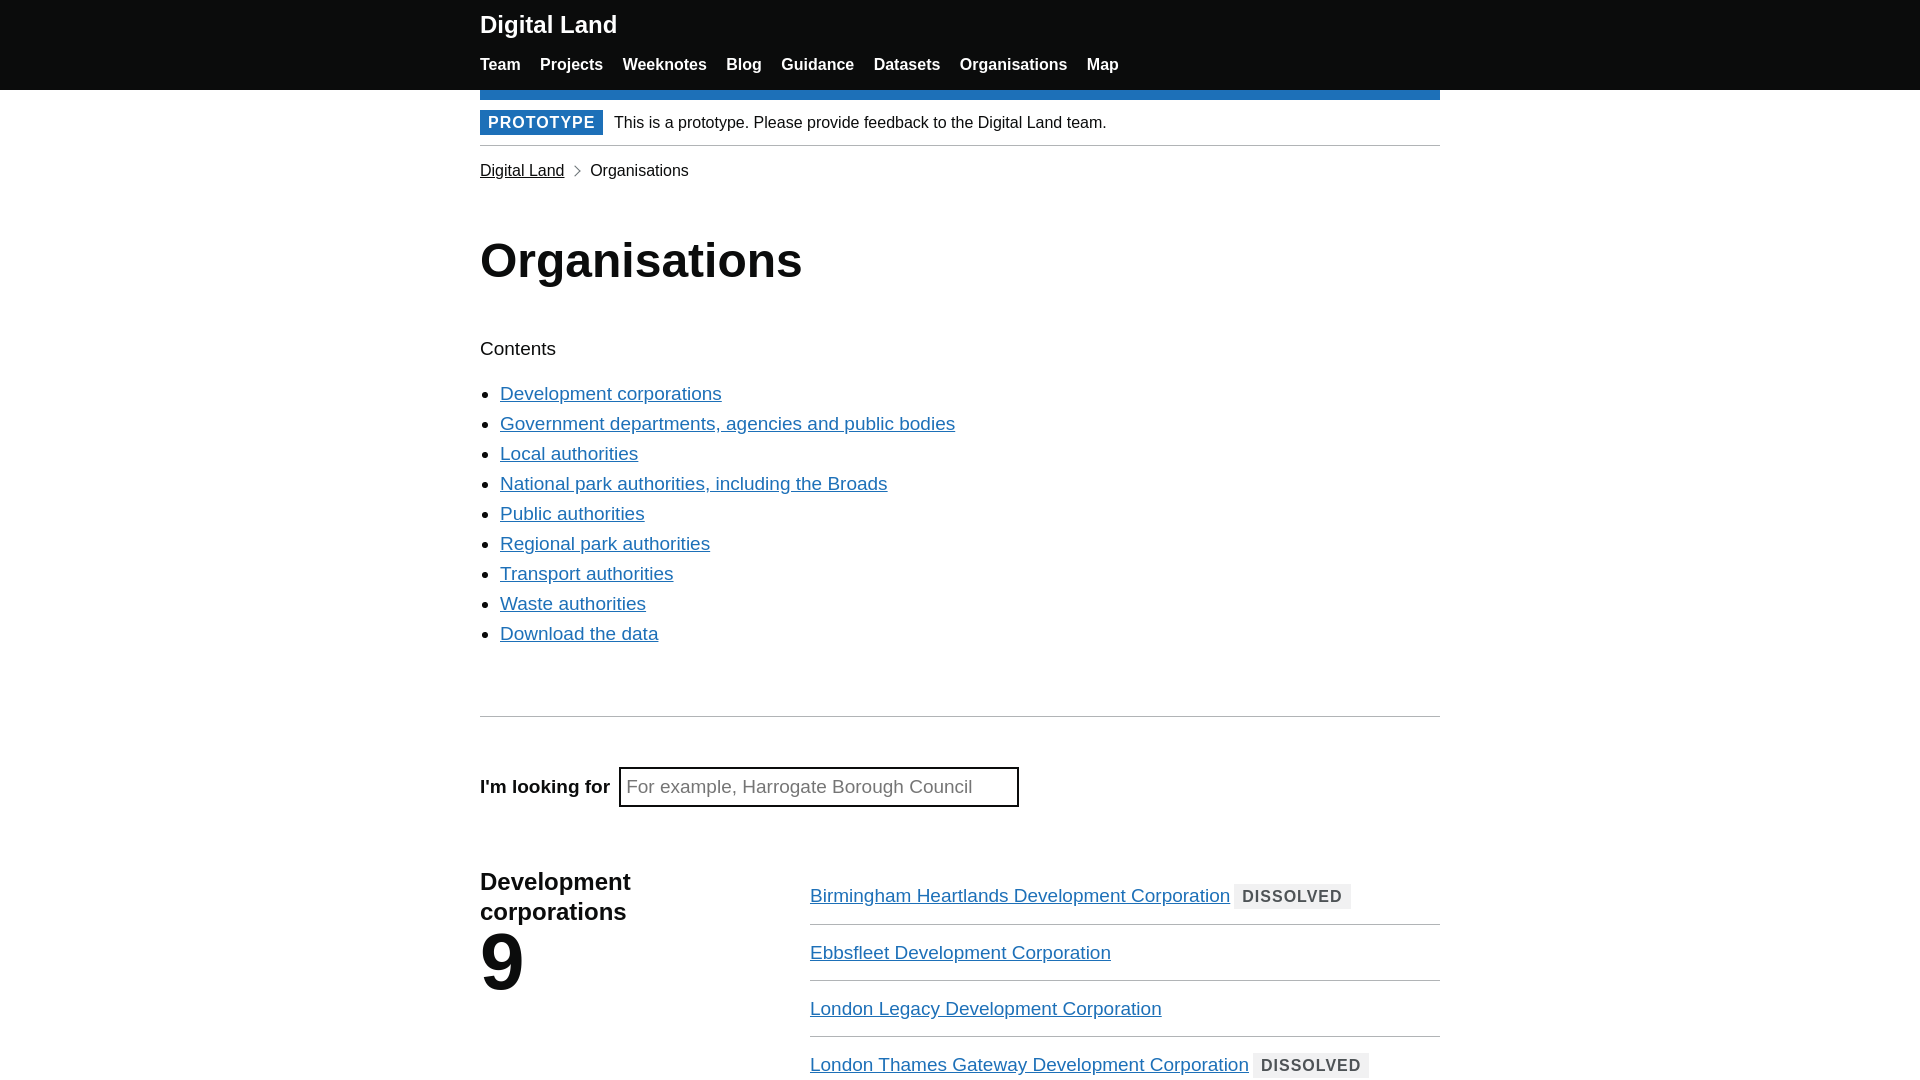 Digital Land
Team Projects Weeknotes Blog Guidance Datasets Organisations Map
PROTOTYPE This is a prototype. Please provide feedback to the Digital Land team.
Digital Land Organisations
Organisations
Contents
Development corporations
Government departments, agencies and public bodies
Local authorities
National park authorities, including the Broads
Public authorities
Regional park authorities
Transport authorities
Waste authorities
Download the data
I'm looking for For example, Harrogate Borough Council
Development
corporations
9
Birmingham Heartlands Development Corporation DISSOLVED
Ebbsfleet Development Corporation
London Legacy Development Corporation
London Thames Gateway Development Corporation DISSOLVED